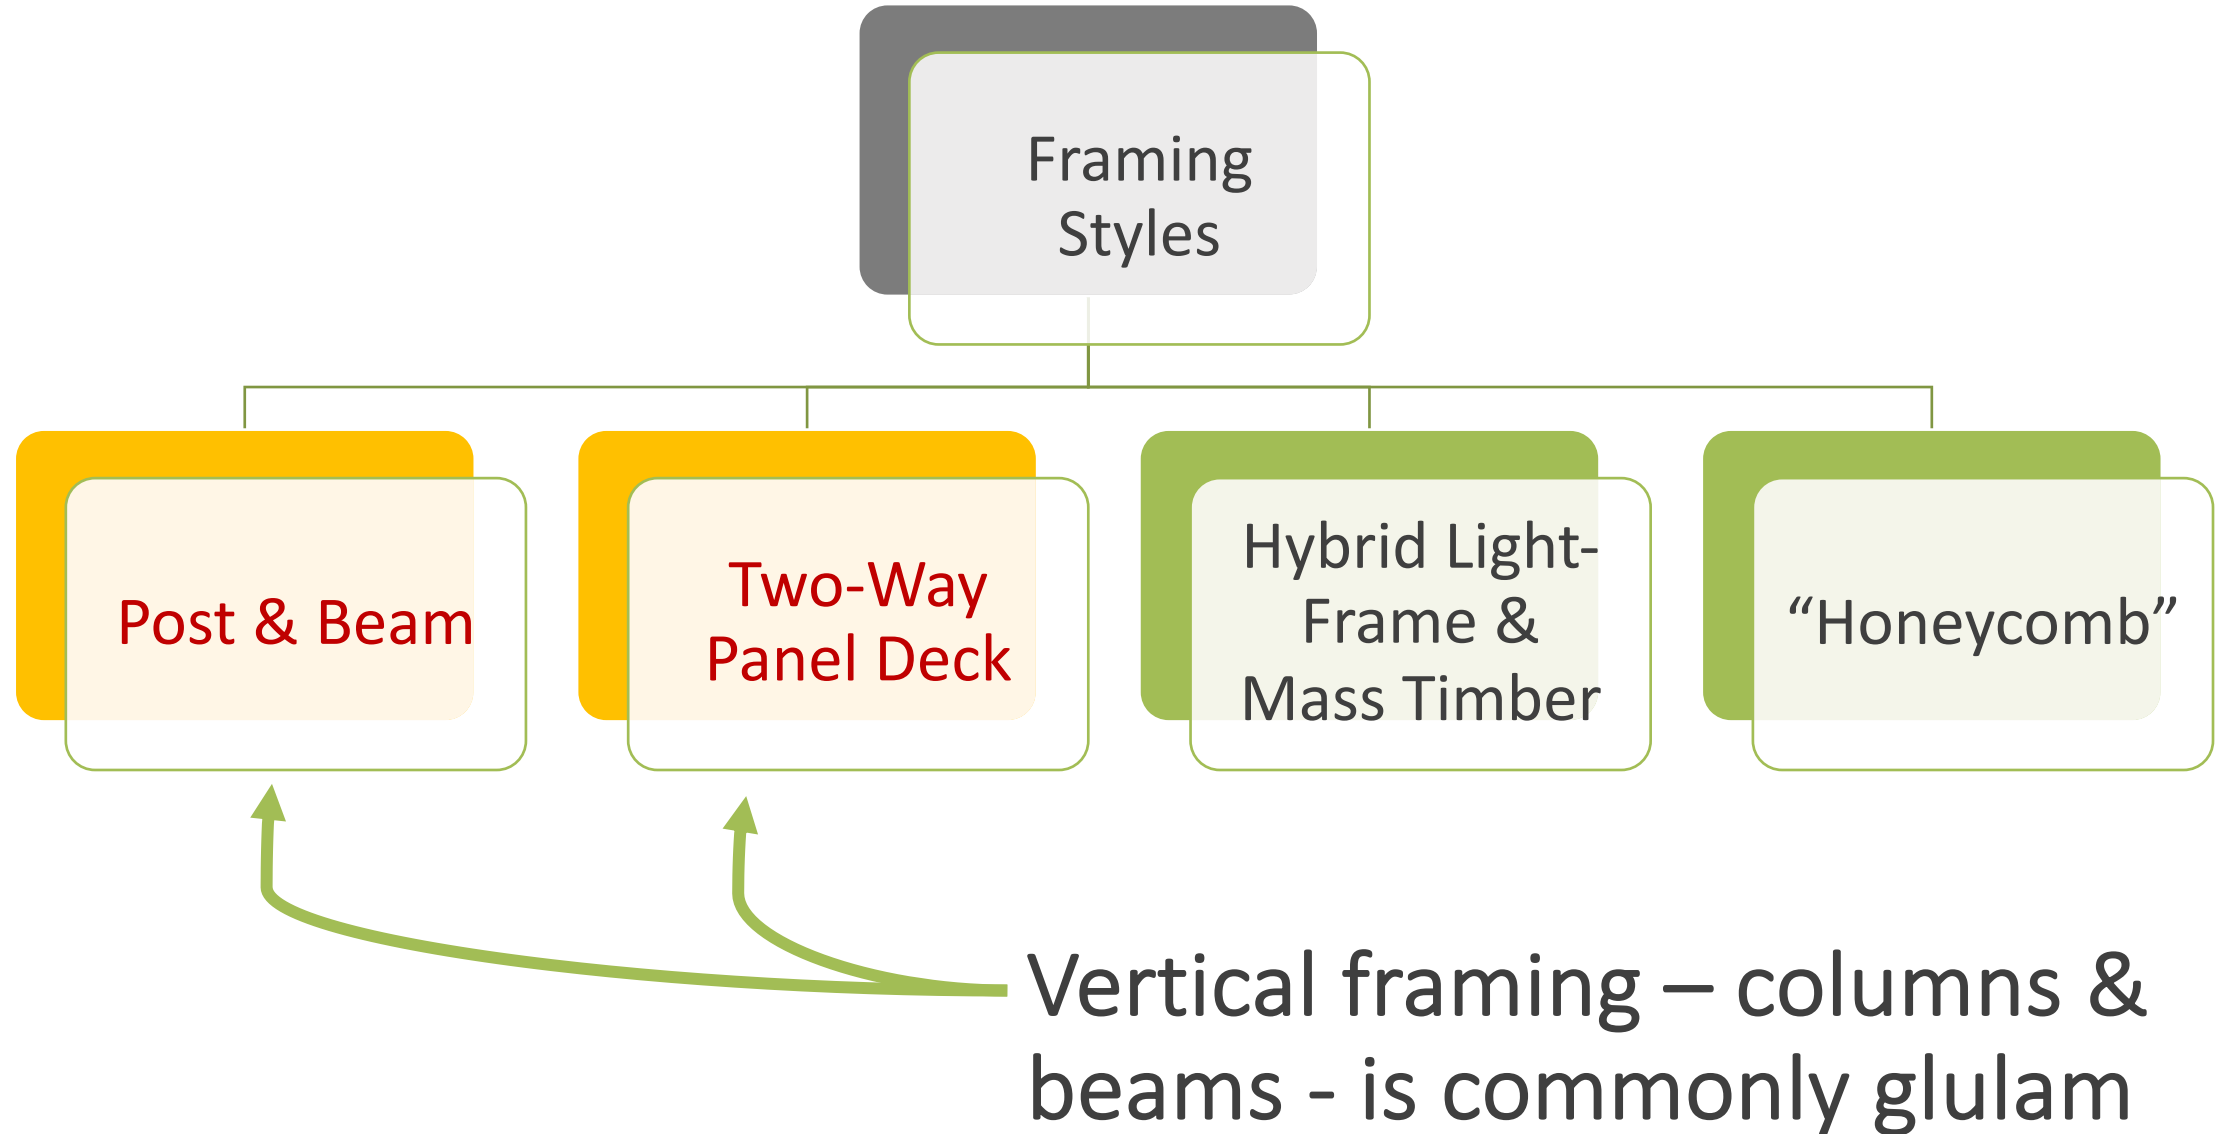 Framing
Styles
Post & Beam
Two-Way
Panel Deck
Hybrid Light-
Frame &
Mass Timber
“Honeycomb”
Vertical framing – columns &
beams - is commonly glulam